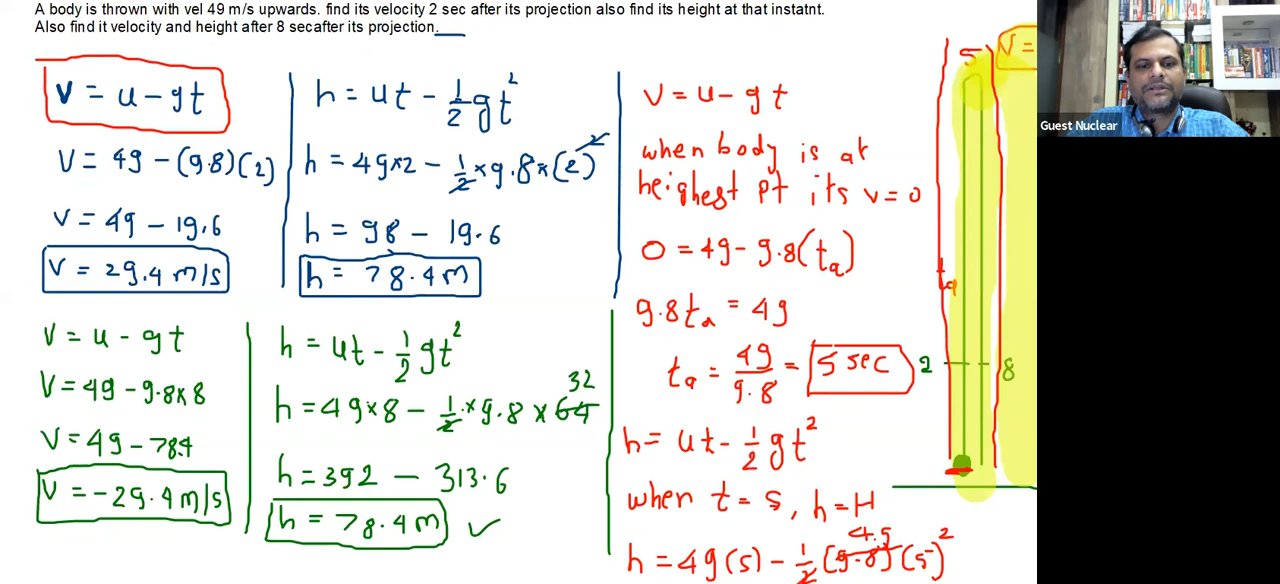 A body is thrown with vel 49 m/s upwards. find its velocity 2 sec after its projection also find its height at that instatnt.
Also find it velocity and height after 8 secafter its projection.
v = u - gt
v = 49 - (9.8)(2)
v = 49 - 19.6
v = 29.4 m/s
h = ut - 1/2 gt²
h = 49×2 - 1/2 × 9.8 × (2)²
h = 98 - 19.6
h = 78.4 m
v = u - gt
v = 49 - 9.8×8
v = 49 - 78.4
v = -29.4 m/s
h = ut - 1/2 gt²
32
h = 49×8 - 1/2 × 9.8 × 64
h = 392 - 313.6
h = 78.4 m ✓
v = u - gt
when body is at
heighest pt its v = 0
0 = 49 - 9.8(ta)
9.8ta = 49
ta = 49/9.8 = 5 sec
h = ut - 1/2 gt²
when t = 5, h = H
4.9
h = 49(5) - 1/2 (9.8)(5)²
5
v =
2
8
Guest Nuclear